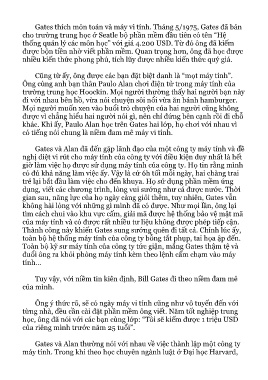 Gates thích môn toán và máy vi tính. Tháng 5/1975, Gates đã bán
cho trường trung học ở Seatle bộ phần mềm đầu tiên có tên “Hệ
thống quản lý các môn học” với giá 4.200 USD. Từ đó ông đã kiếm
được bộn tiền nhờ viết phần mềm. Quan trọng hơn, ông đã học được
nhiều kiến thức phong phú, tích lũy được nhiều kiến thức quý giá.
Cũng từ ấy, ông được các bạn đặt biệt danh là “mọt máy tính”.
Ông cùng anh bạn thân Paulo Alan chơi điện tử trong máy tính của
trường trung học Hoockin. Mọi người thường thấy hai người bạn này
đi với nhau bên hồ, vừa nói chuyện sôi nổi vừa ăn bánh hamburger.
Mọi người muốn xen vào buổi trò chuyện của hai người cũng không
được vì chẳng hiểu hai người nói gì, nên chỉ đứng bên cạnh rồi đi chỗ
khác. Khi ấy, Paulo Alan học trên Gates hai lớp, họ chơi với nhau vì
có tiếng nói chung là niềm đam mê máy vi tính.
Gates và Alan đã đến gặp lãnh đạo của một công ty máy tính và đề
nghị diệt vi rút cho máy tính của công ty với điều kiện duy nhất là hết
giờ làm việc họ được sử dụng máy tính của công ty. Họ tin rằng mình
có đủ khả năng làm việc ấy. Vậy là cứ 6h tối mỗi ngày, hai chàng trai
trẻ lại bắt đầu làm việc cho đến khuya. Họ sử dụng phần mềm ứng
dụng, viết các chương trình, lòng vui sướng như cá được nước. Thời
gian sau, năng lực của họ ngày càng giỏi thêm, tuy nhiên, Gates vẫn
không hài lòng với những gì mình đã có được. Như mọi lần, ông lại
tìm cách chui vào khu vực cấm, giải mã được hệ thống bảo vệ mật mã
của máy tính và có được rất nhiều tư liệu không được phép tiếp cận.
Thành công này khiến Gates sung sướng quên đi tất cả. Chính lúc ấy,
toàn bộ hệ thống máy tính của công ty bỗng tắt phụt, tai họa ập đến.
Toàn bộ kỹ sư máy tính của công ty tức giận, mắng Gates thậm tệ và
đuổi ông ra khỏi phòng máy tính kèm theo lệnh cấm chạm vào máy
tính...
Tuy vậy, với niềm tin kiên định, Bill Gates đi theo niềm đam mê
của mình.
Ông ý thức rõ, sẽ có ngày máy vi tính cũng như vô tuyến đến với
từng nhà, đều cần cài đặt phần mềm ông viết. Năm tốt nghiệp trung
học, ông đã nói với các bạn cùng lớp: “Tôi sẽ kiếm được 1 triệu USD
của riêng mình trước năm 25 tuổi”.
Gates và Alan thường nói với nhau về việc thành lập một công ty
máy tính. Trong khi theo học chuyên ngành luật ở Đại học Harvard,